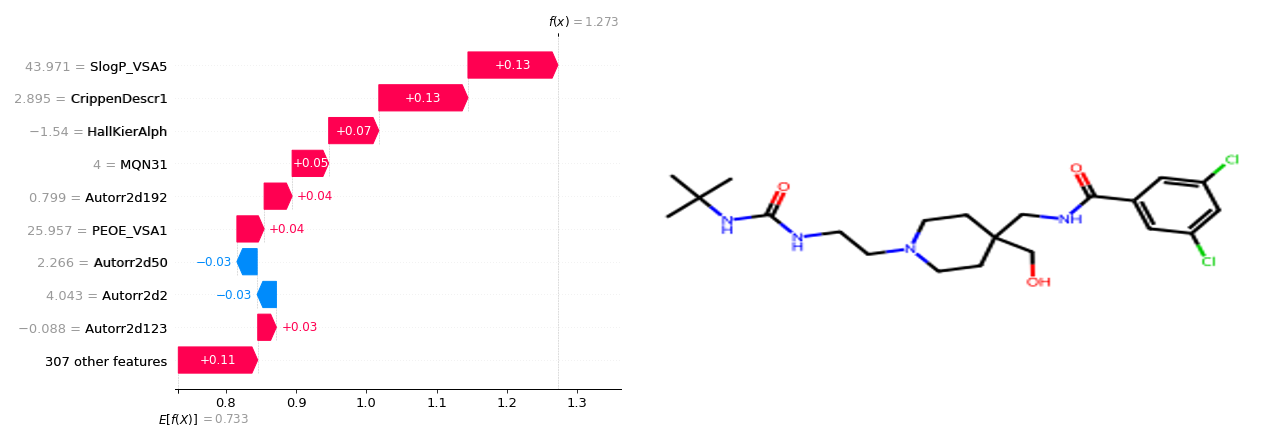 f(x) = 1.273
43.971 = SlogP_VSA5 +0.13
2.895 = CrippenDescr1 +0.13
−1.54 = HallKierAlph +0.07
4 = MQN31 +0.05
0.799 = Autorr2d192 +0.04
25.957 = PEOE_VSA1 +0.04
2.266 = Autorr2d50 −0.03
4.043 = Autorr2d2 −0.03
−0.088 = Autorr2d123 +0.03
307 other features +0.11
0.8 0.9 1.0 1.1 1.2 1.3
E[f(X)] = 0.733
Cl
O
O
NH
N
H
N
H
N
Cl
OH